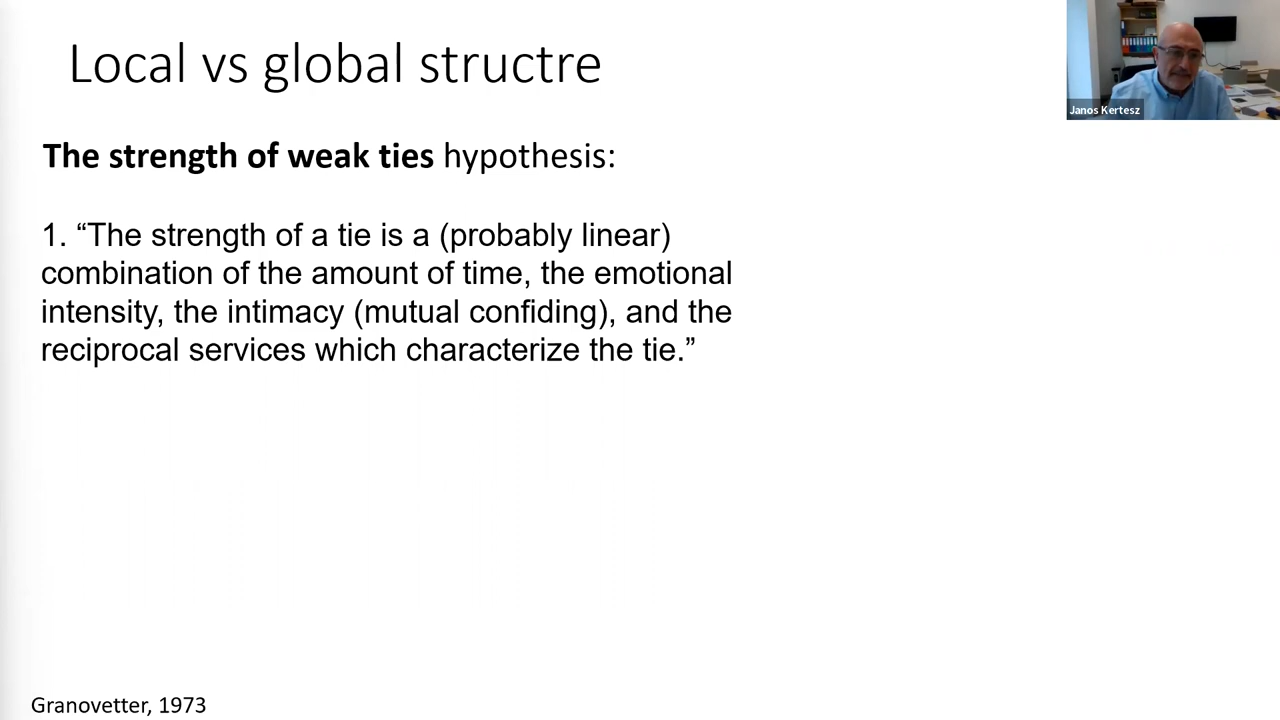 Local vs global structre
Janos Kertesz
The strength of weak ties hypothesis:
1. “The strength of a tie is a (probably linear)
combination of the amount of time, the emotional
intensity, the intimacy (mutual confiding), and the
reciprocal services which characterize the tie.”
Granovetter, 1973